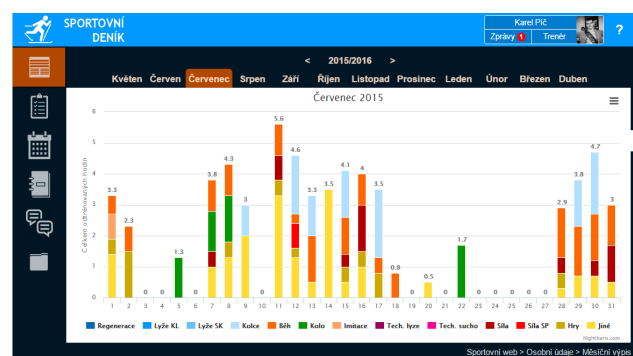 SPORTOVNÍ
DENÍK
Karel Píč
Zprávy 1 Trenér
?
< 2015/2016 >
Květen Červen Červenec Srpen Září Říjen Listopad Prosinec Leden Únor Březen Duben
Červenec 2015
Celkem odtrénovaných hodin
6
5
4
3
2
1
0
3.3 2.3 0 0 1.3 0 3.8 4.3 3 0 5.6 4.6 3.3 3.5 4.1 4 3.5 0.8 0 0.5 0 1.7 0 0 0 0 0 2.9 3.8 4.7 3
1 2 3 4 5 6 7 8 9 10 11 12 13 14 15 16 17 18 19 20 21 22 23 24 25 26 27 28 29 30 31
Regenerace Lyže KL Lyže SK Kolce Běh Kolo Imitace Tech. lyze Tech. sucho Síla Síla SP Hry Jiné
Highcharts.com
Sportovní web > Osobní údaje > Měsíční výpis